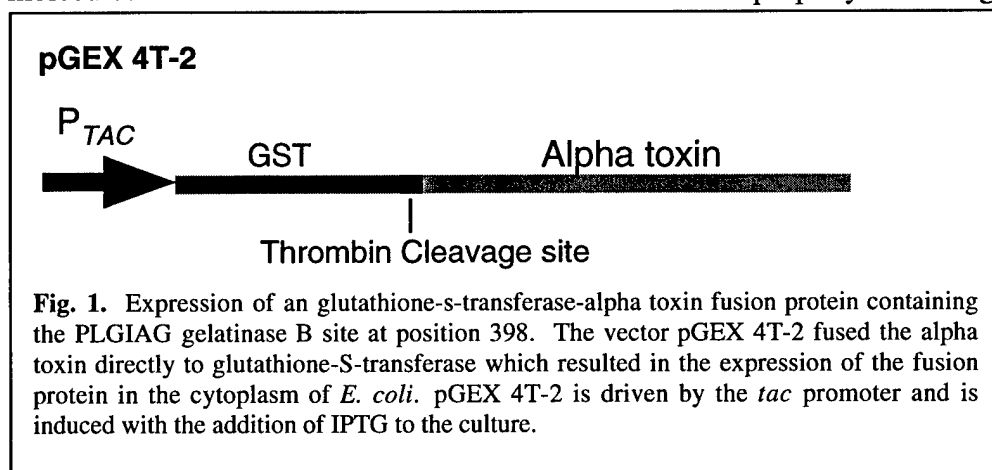 pGEX 4T-2
P TAC
GST
Alpha toxin
Thrombin Cleavage site
Fig. 1. Expression of an glutathione-s-transferase-alpha toxin fusion protein containing
the PLGIAG gelatinase B site at position 398. The vector pGEX 4T-2 fused the alpha
toxin directly to glutathione-S-transferase which resulted in the expression of the fusion
protein in the cytoplasm of E. coli. pGEX 4T-2 is driven by the tac promoter and is
induced with the addition of IPTG to the culture.